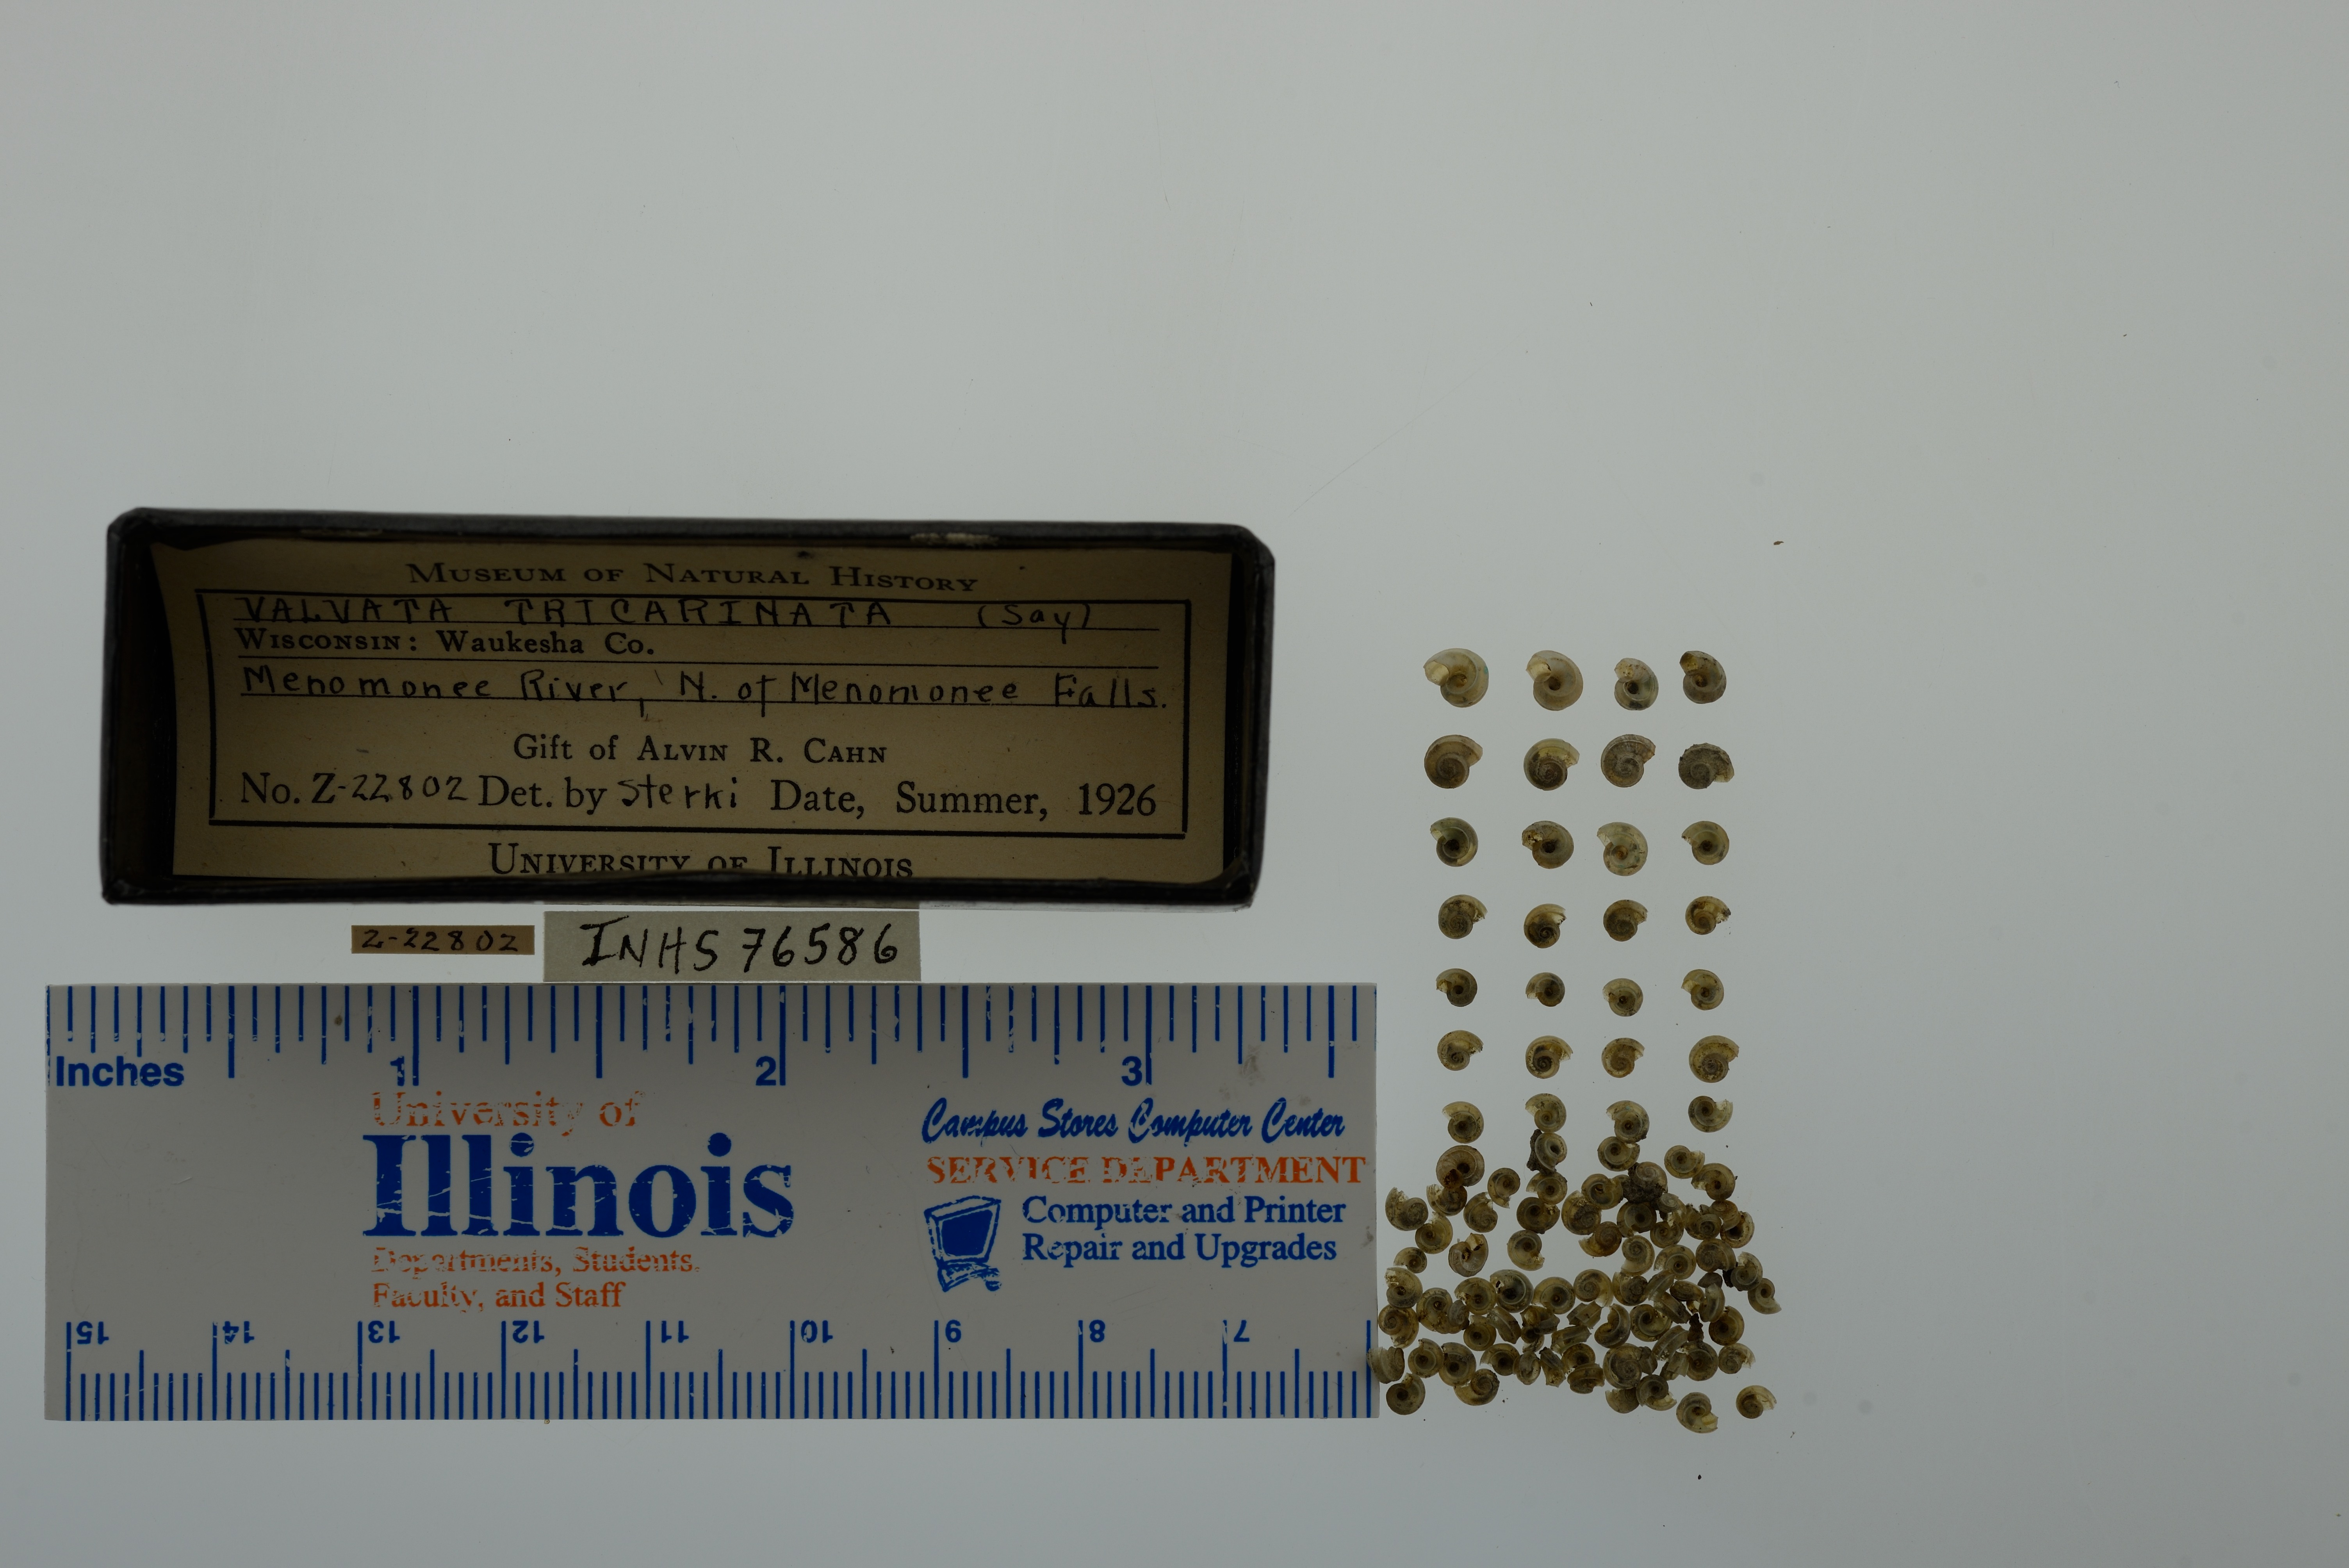 MUSEUM OF NATURAL HISTORY
VALVATA TRICARINATA (Say)
WISCONSIN: Waukesha Co.
Menomonee River, N. of Menomonee Falls.
Gift of ALVIN R. CAHN
No. Z-22802 Det. by Sterki Date, Summer, 1926
UNIVERSITY OF ILLINOIS
Z-22802
INHS 76586
Inches 1 2 3
University of
Illinois
Departments, Students,
Faculty, and Staff
Campus Stores Computer Center
SERVICE DEPARTMENT
Computer and Printer
Repair and Upgrades
15 14 13 12 11 10 9 8 7